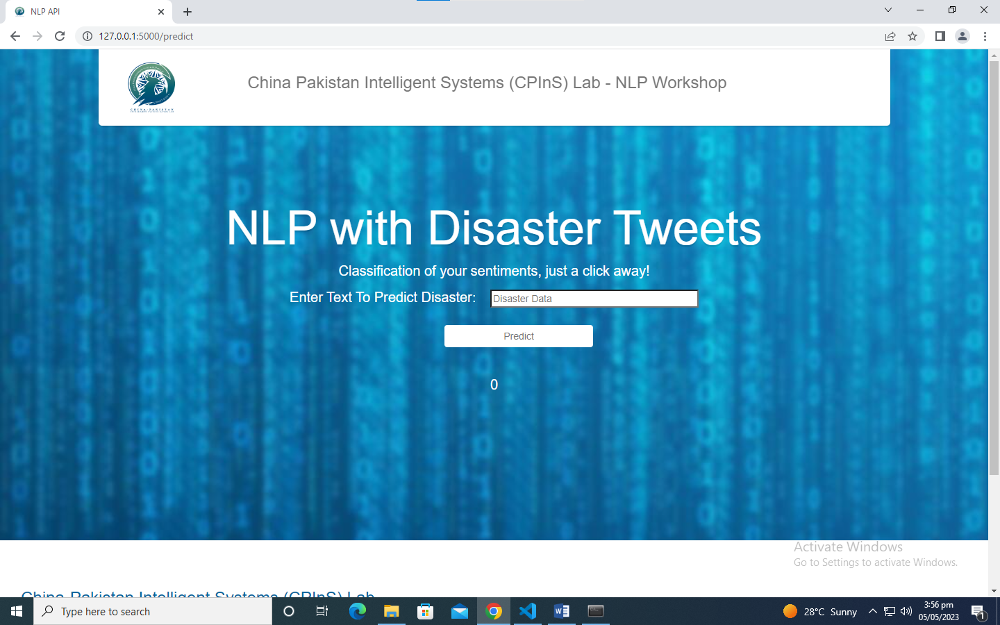 NLP API
127.0.0.1:5000/predict
China Pakistan Intelligent Systems (CPInS) Lab - NLP Workshop
CHINA-PAKISTAN
NLP with Disaster Tweets
Classification of your sentiments, just a click away!
Enter Text To Predict Disaster:
Disaster Data
Predict
0
Activate Windows
Go to Settings to activate Windows.
China-Pakistan Intelligent Systems (CPInS) Lab
Type here to search
28°C Sunny
3:56 pm
05/05/2023
1